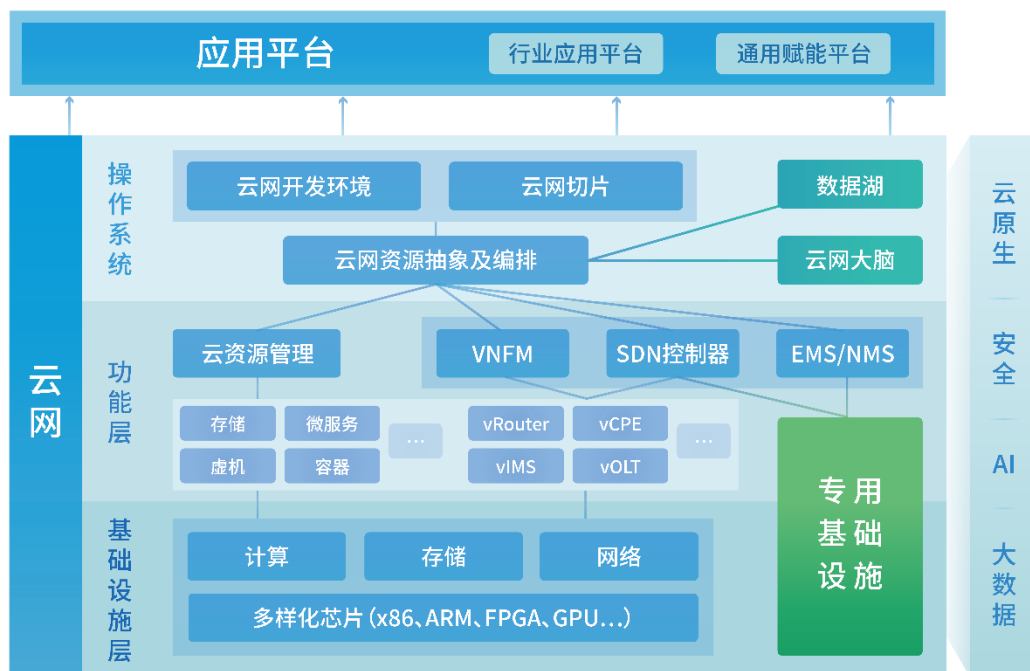 应用平台
行业应用平台
通用赋能平台
云网
操作系统
云网开发环境
云网切片
数据湖
云网资源抽象及编排
云网大脑
功能层
云资源管理
VNFM
SDN控制器
EMS/NMS
存储
微服务
...
虚机
容器
vRouter
vCPE
...
vIMS
vOLT
专用
基础
设施
基础设施层
计算
存储
网络
多样化芯片(x86、ARM、FPGA、GPU...)
云原生
安全
AI
大数据